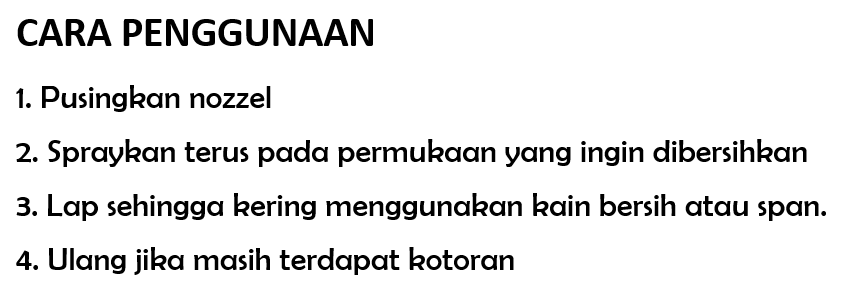 CARA PENGGUNAAN
1. Pusingkan nozzel
2. Spraykan terus pada permukaan yang ingin dibersihkan
3. Lap sehingga kering menggunakan kain bersih atau span.
4. Ulang jika masih terdapat kotoran